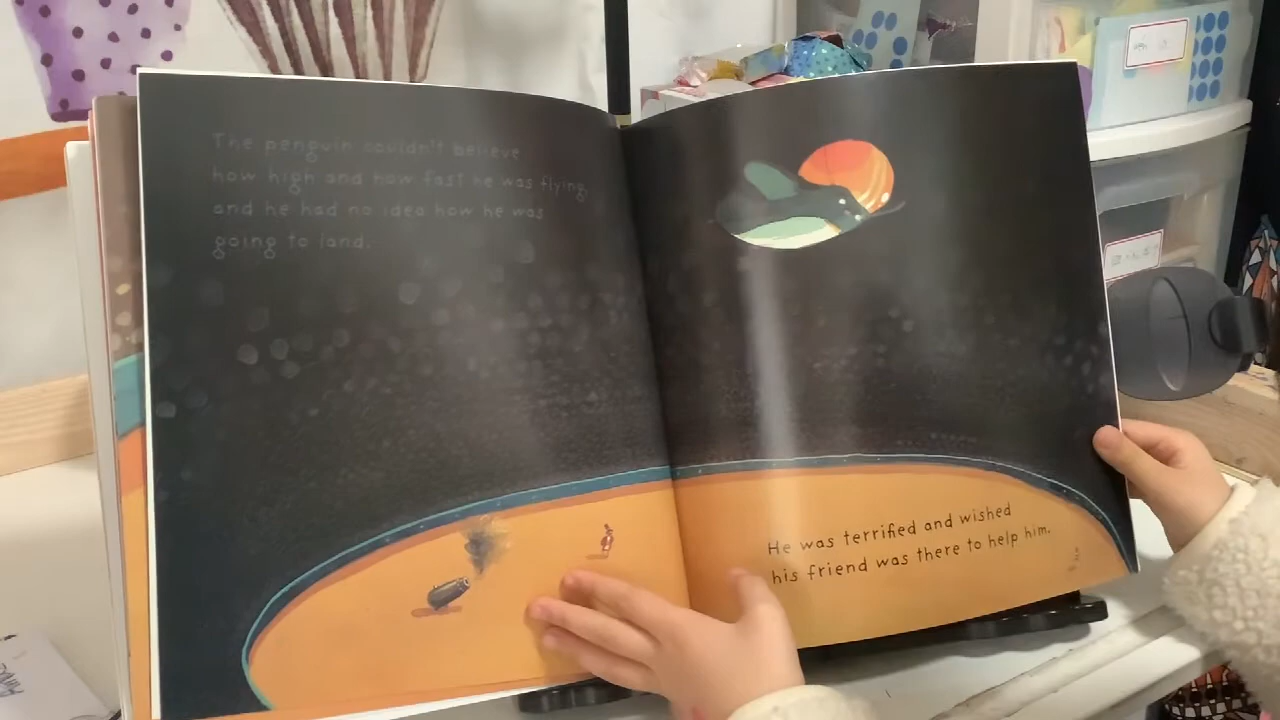 The penguin couldn't believe
how high and how fast he was flying,
and he had no idea how he was
going to land.
He was terrified and wished
his friend was there to help him.